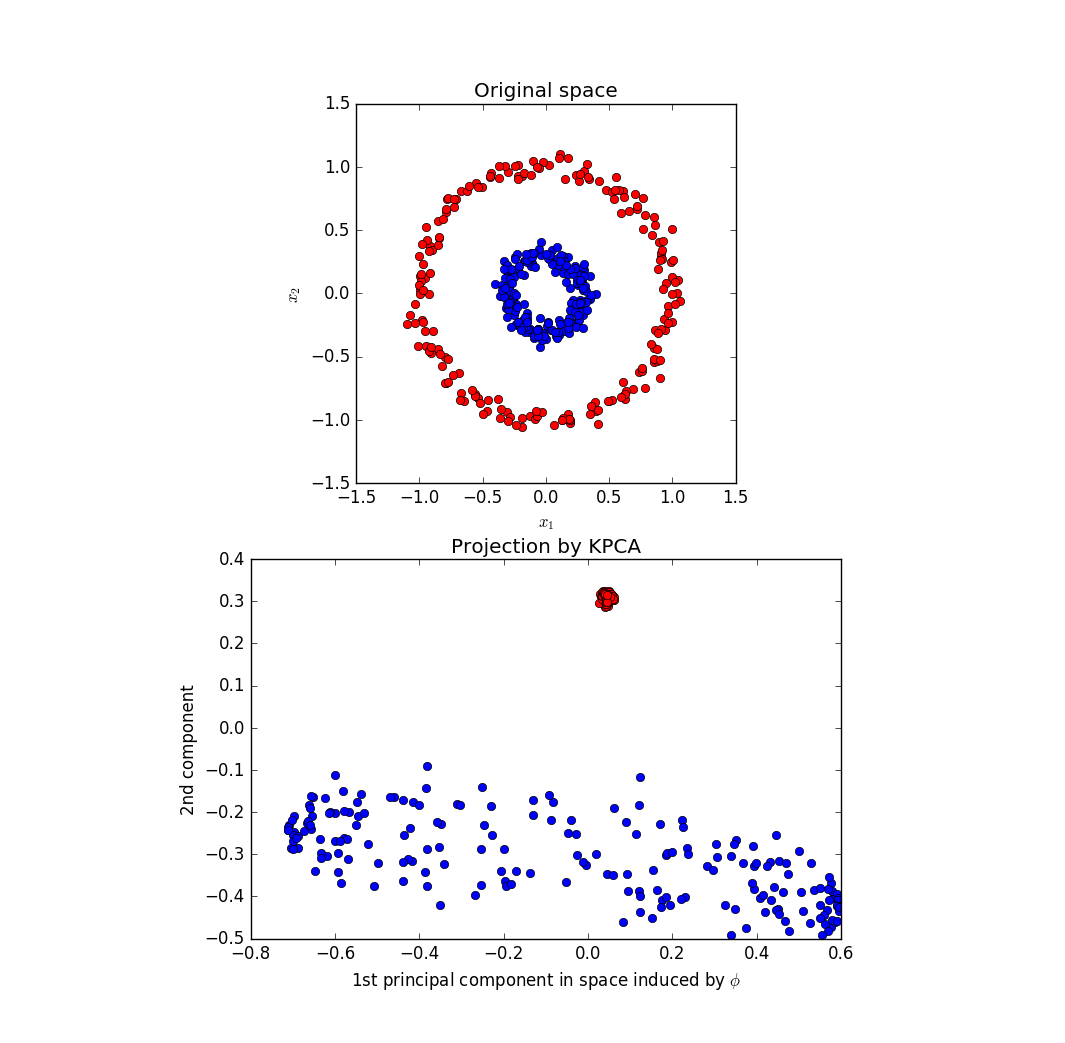 Original space
1.5
1.0
0.5
0.0
−0.5
−1.0
−1.5
x₂
−1.5 −1.0 −0.5 0.0 0.5 1.0 1.5
x₁
Projection by KPCA
0.4
0.3
0.2
0.1
0.0
−0.1
−0.2
−0.3
−0.4
−0.5
2nd component
−0.8 −0.6 −0.4 −0.2 0.0 0.2 0.4 0.6
1st principal component in space induced by ϕ